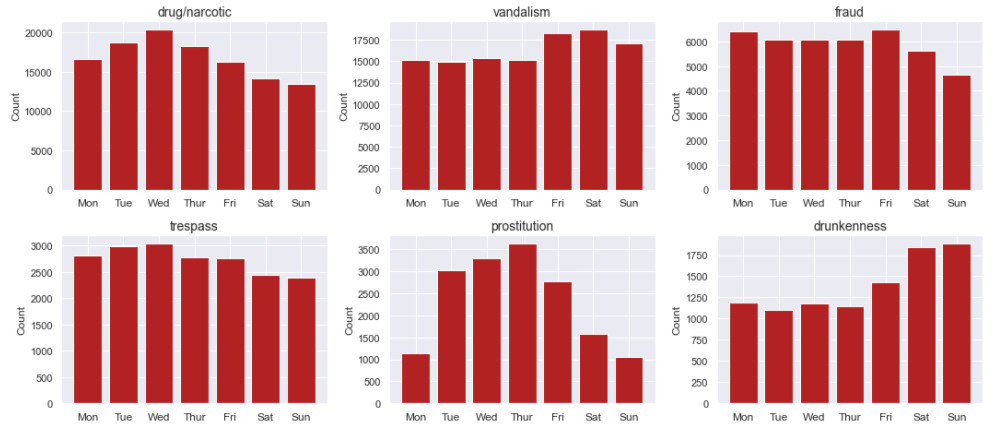 drug/narcotic
Count
20000
15000
10000
5000
0
Mon Tue Wed Thur Fri Sat Sun
vandalism
Count
17500
15000
12500
10000
7500
5000
2500
0
Mon Tue Wed Thur Fri Sat Sun
fraud
Count
6000
5000
4000
3000
2000
1000
0
Mon Tue Wed Thur Fri Sat Sun
trespass
Count
3000
2500
2000
1500
1000
500
0
Mon Tue Wed Thur Fri Sat Sun
prostitution
Count
3500
3000
2500
2000
1500
1000
500
0
Mon Tue Wed Thur Fri Sat Sun
drunkenness
Count
1750
1500
1250
1000
750
500
250
0
Mon Tue Wed Thur Fri Sat Sun